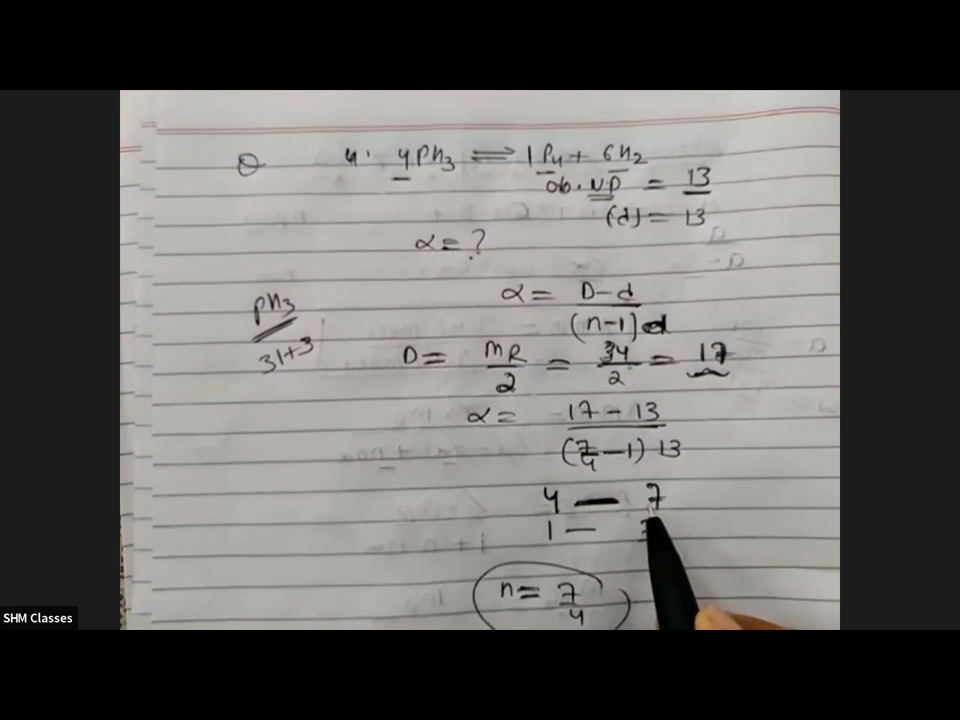 Q 4. 4PH3 ⇌ 1P4 + 6H2
ob. V.D = 13
(d) = 13
α = ?
PH3
31+3
α = D-d / (n-1)d
D = MR/2 = 34/2 = 17
α = 17 - 13 / (7/4 - 1) 13
4 — 7
1 —
n = 7/4
SHM Classes